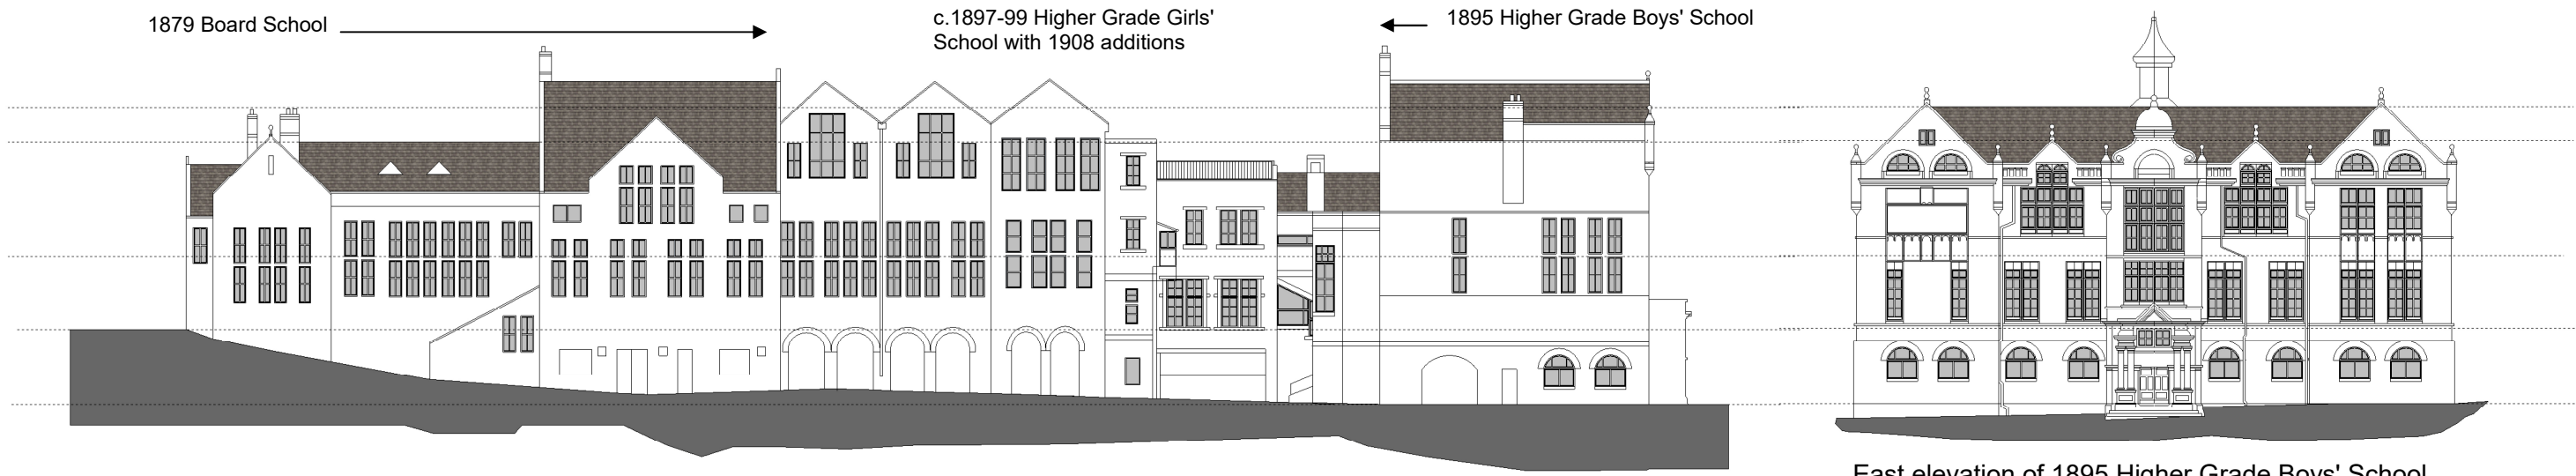 1879 Board School
c.1897-99 Higher Grade Girls'
School with 1908 additions
1895 Higher Grade Boys' School
East elevation of 1895 Higher Grade Boys' School